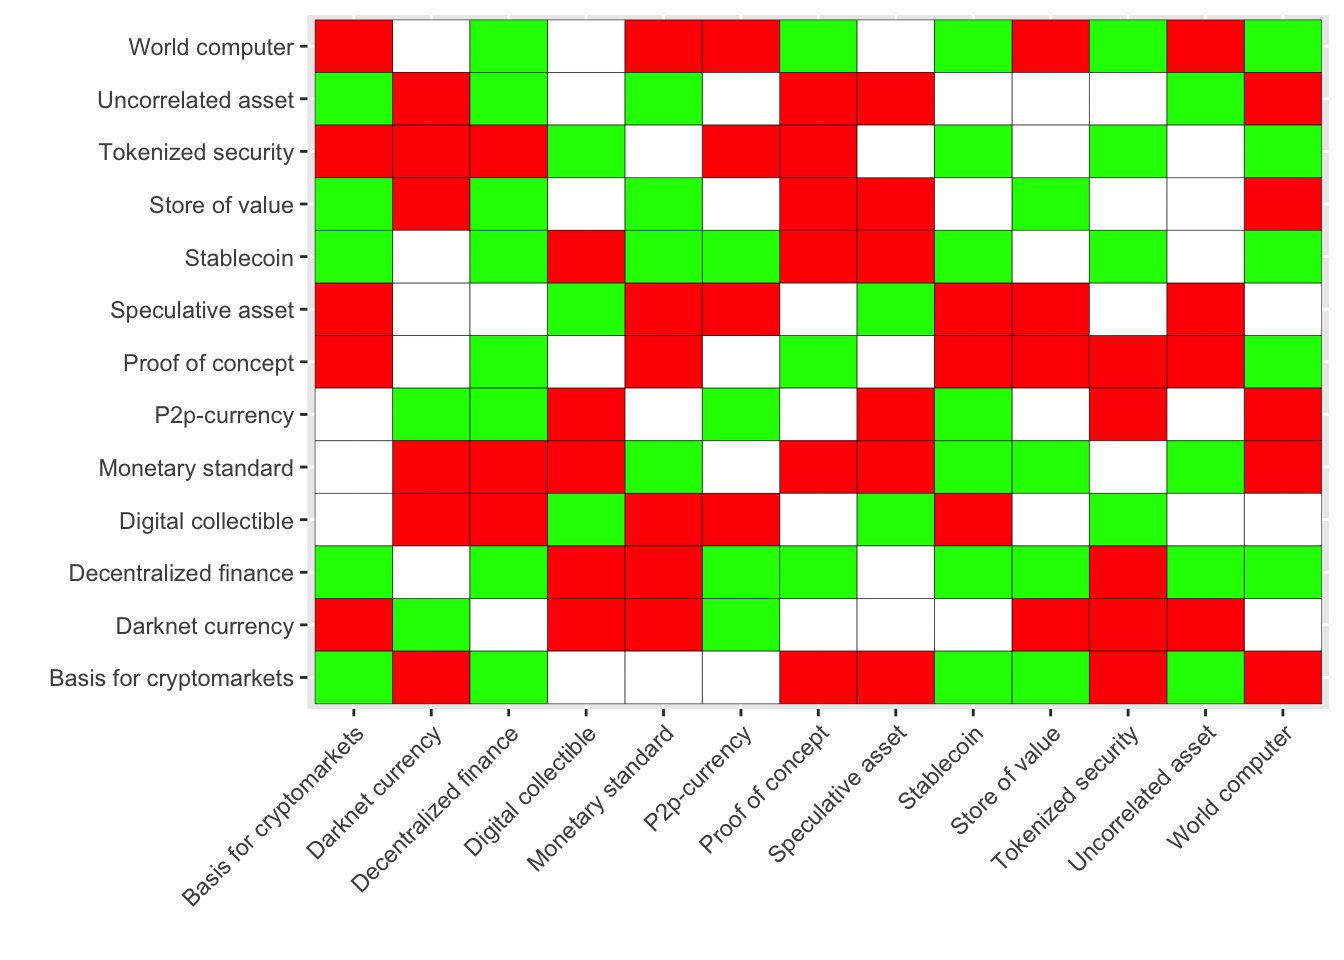 World computer
Uncorrelated asset
Tokenized security
Store of value
Stablecoin
Speculative asset
Proof of concept
P2p-currency
Monetary standard
Digital collectible
Decentralized finance
Darknet currency
Basis for cryptomarkets
Basis for cryptomarkets
Darknet currency
Decentralized finance
Digital collectible
Monetary standard
P2p-currency
Proof of concept
Speculative asset
Stablecoin
Store of value
Tokenized security
Uncorrelated asset
World computer